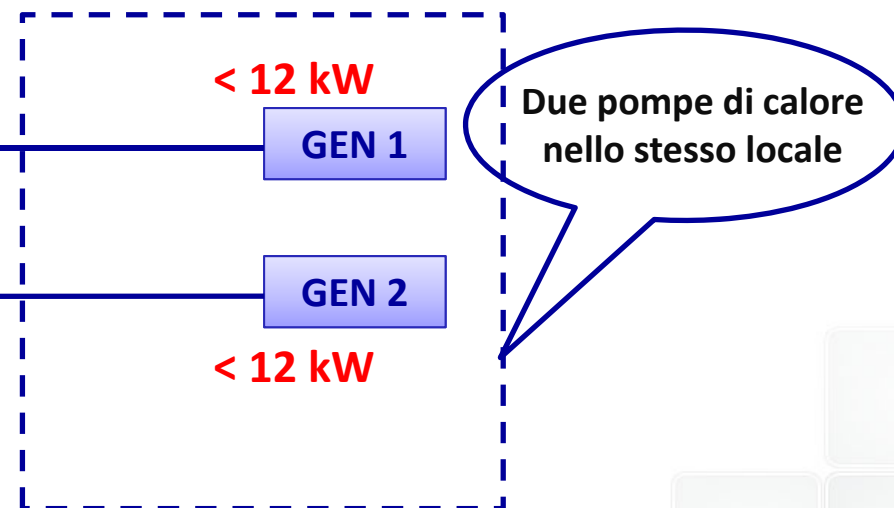 < 12 kW
GEN 1
Due pompe di calore
nello stesso locale
GEN 2
< 12 kW